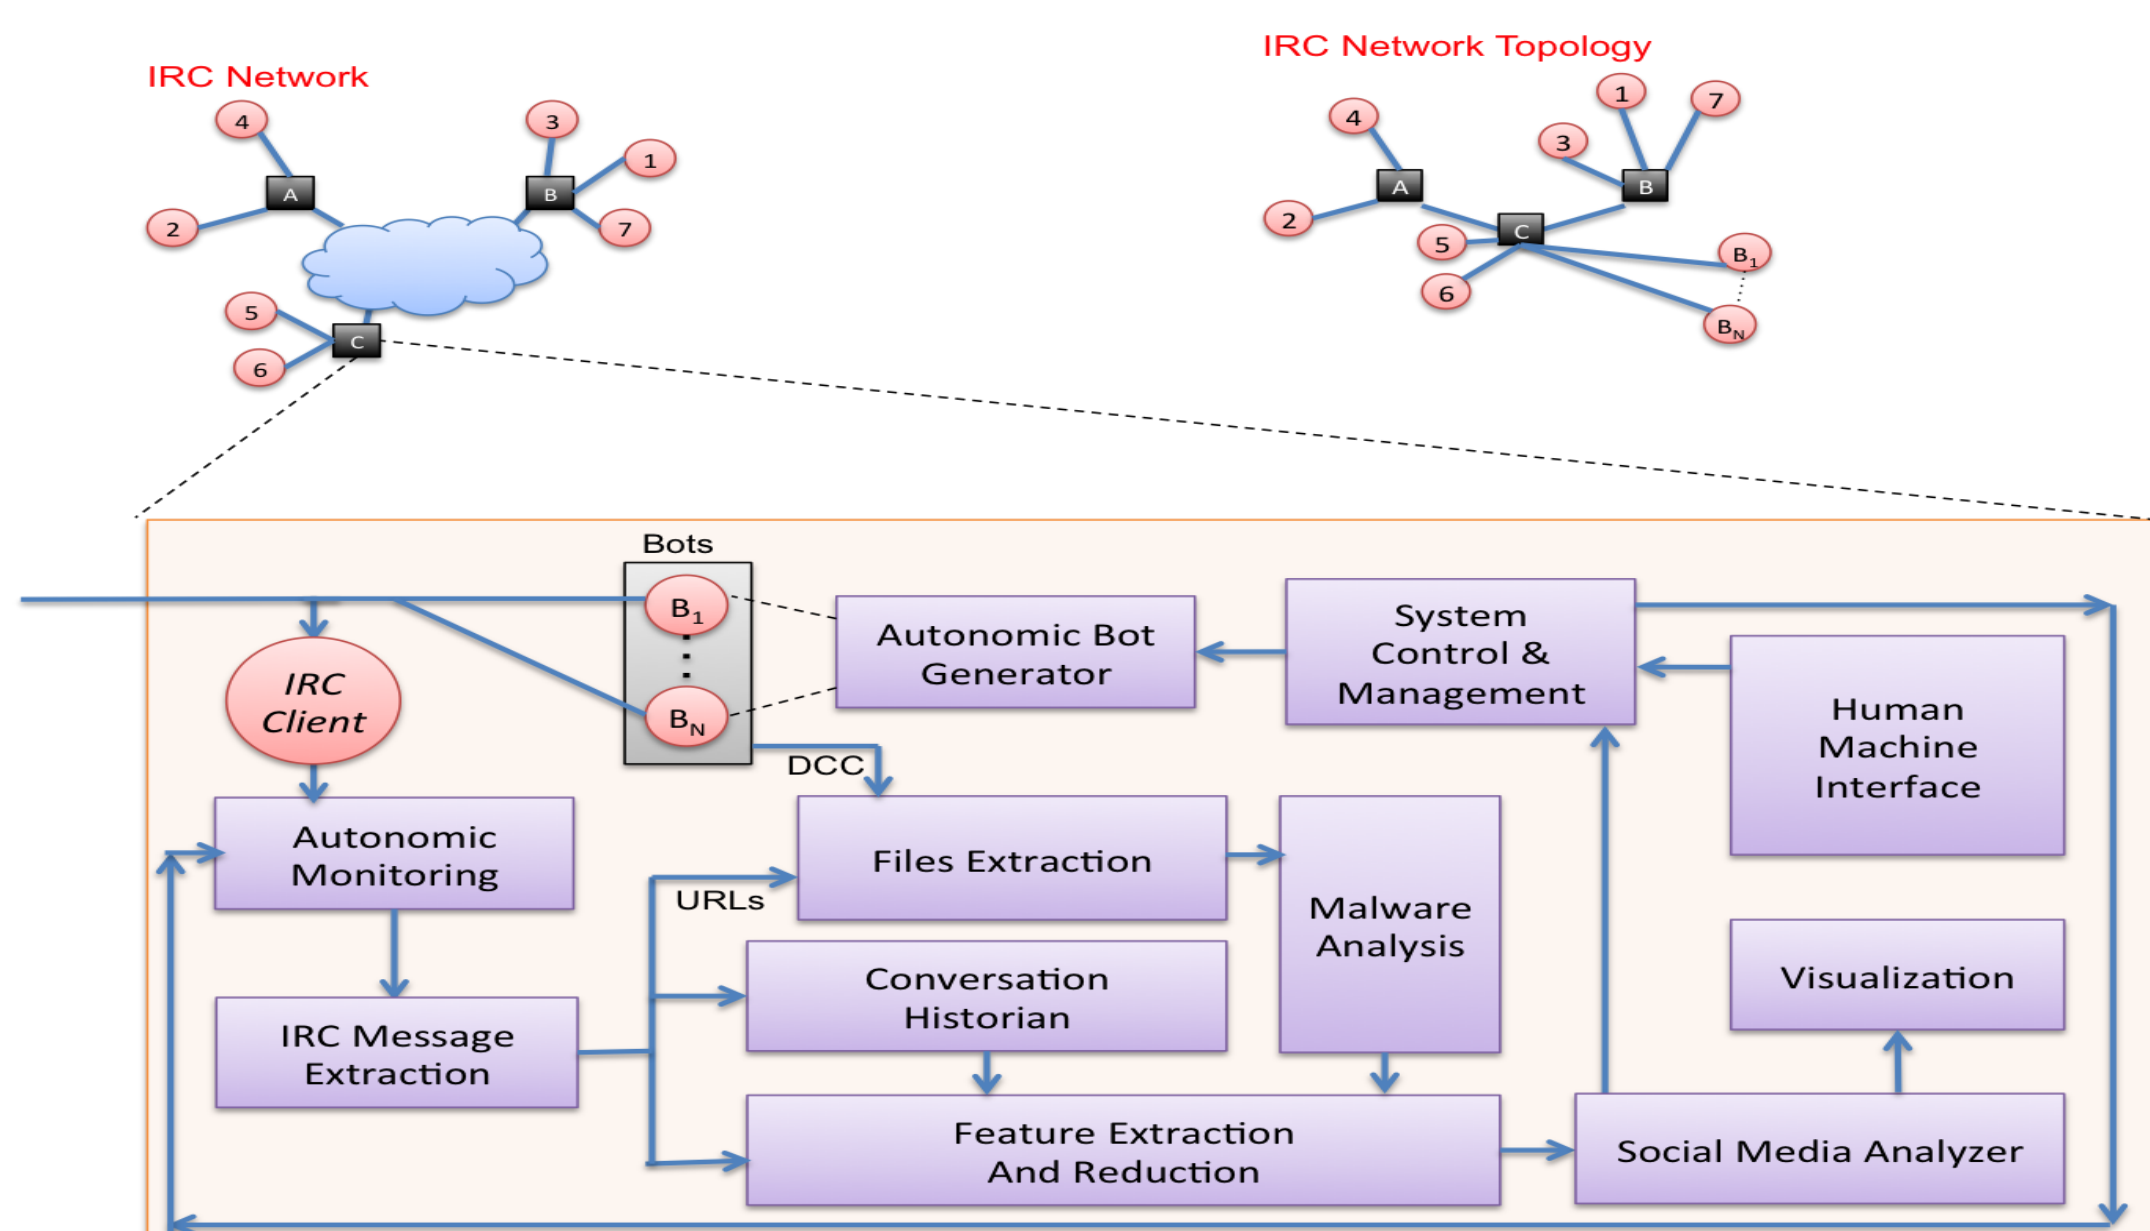 IRC Network
4
3
1
A
B
2
7
5
C
6
IRC Network Topology
1
7
4
3
A
B
2
C
5
B1
6
BN
Bots
B1
BN
IRC
Client
Autonomic Bot
Generator
System
Control &
Management
Human
Machine
Interface
DCC
Autonomic
Monitoring
Files Extraction
URLs
Malware
Analysis
Conversation
Historian
Visualization
IRC Message
Extraction
Feature Extraction
And Reduction
Social Media Analyzer